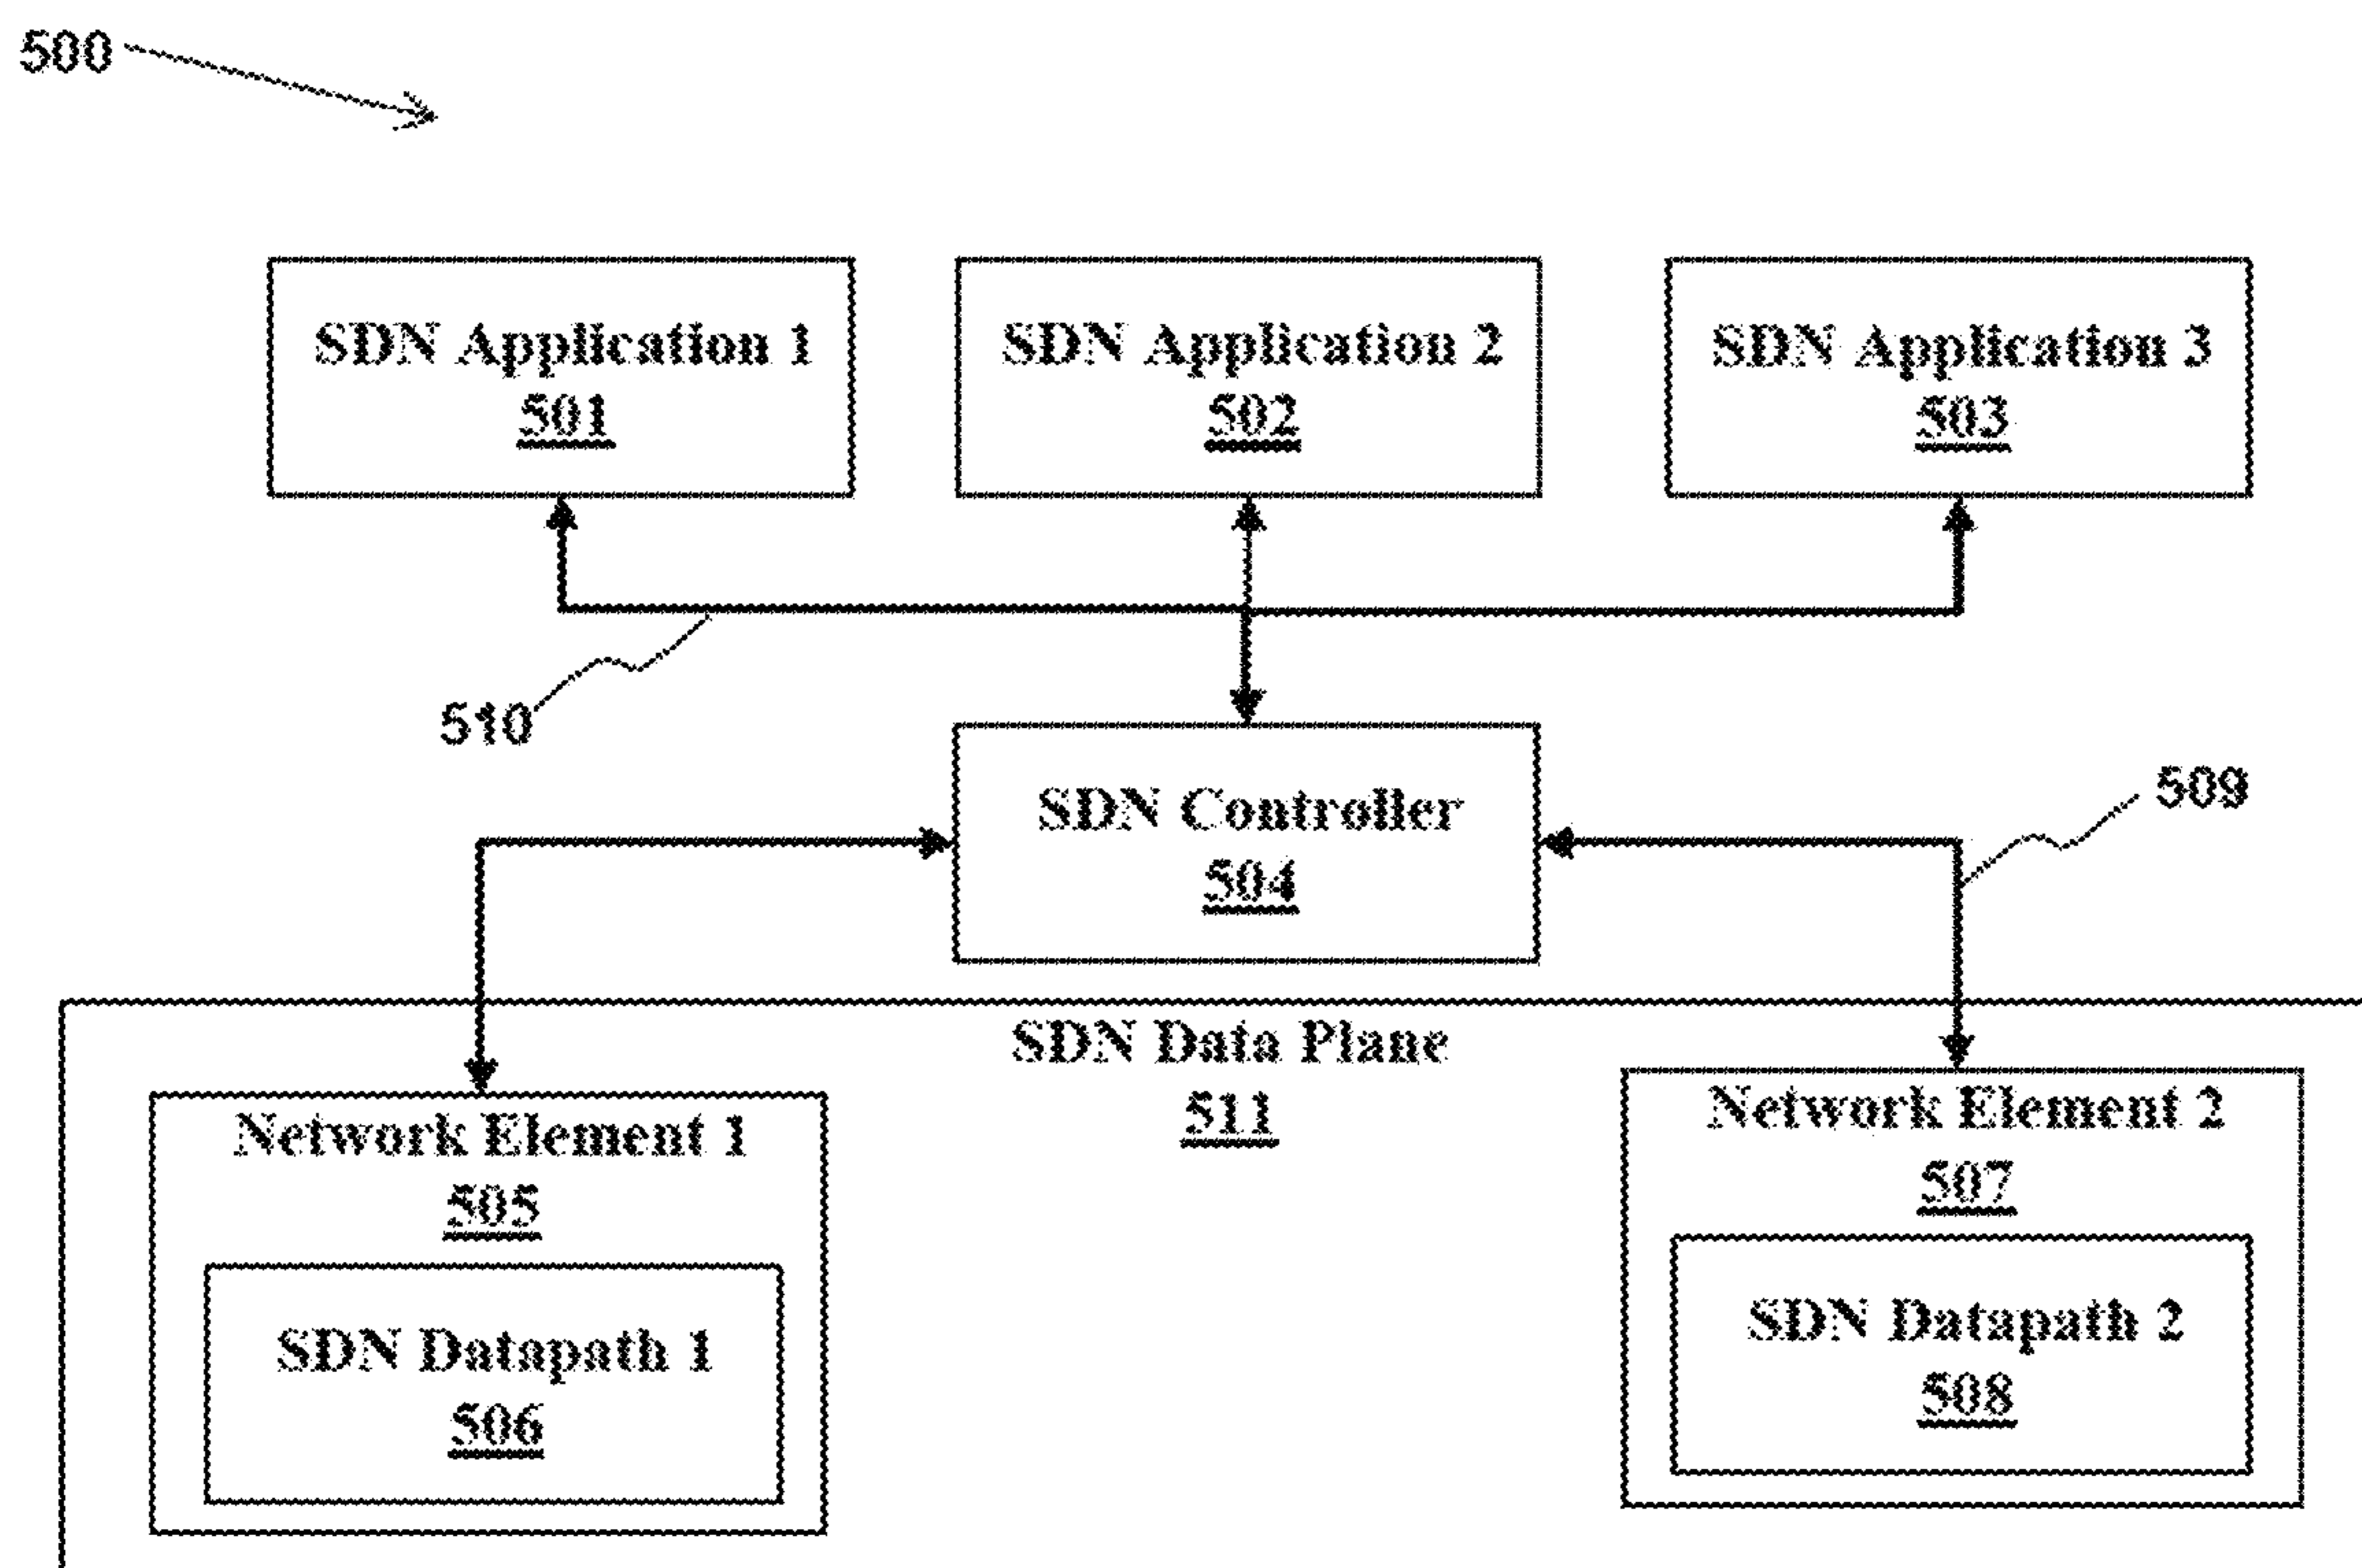 500
SDN Application 1
501
SDN Application 2
502
SDN Application 3
503
510
SDN Controller
504
509
SDN Data Plane
511
Network Element 1
505
SDN Datapath 1
506
Network Element 2
507
SDN Datapath 2
508